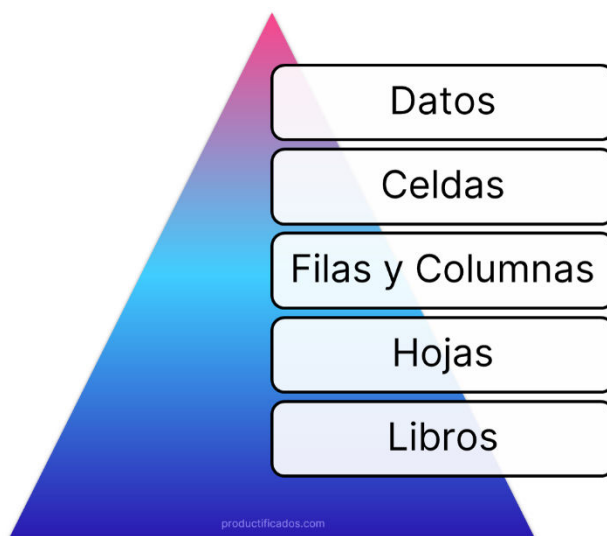 Datos
Celdas
Filas y Columnas
Hojas
Libros
productificados.com